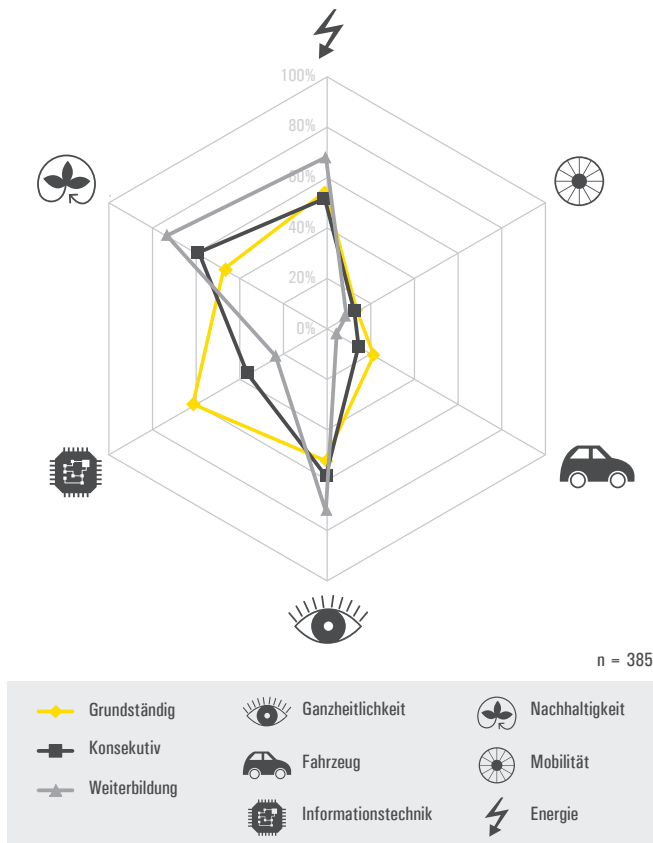 100%
80%
60%
40%
20%
0%
n = 385
Grundständig
Konsekutiv
Weiterbildung
Ganzheitlichkeit
Fahrzeug
Informationstechnik
Nachhaltigkeit
Mobilität
Energie